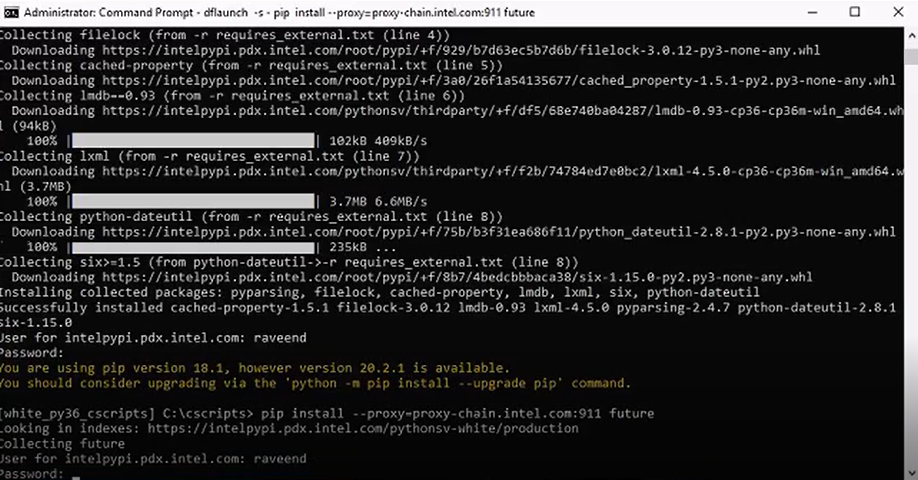 Administrator: Command Prompt - dflaunch -s - pip install --proxy=proxy-chain.intel.com:911 future
Collecting filelock (from -r requires_external.txt (line 4))
Downloading https://intelpypi.pdx.intel.com/root/pypi/+f/929/b7d63ec5b7d6b/filelock-3.0.12-py3-none-any.whl
Collecting cached-property (from -r requires_external.txt (line 5))
Downloading https://intelpypi.pdx.intel.com/root/pypi/+f/3a0/26f1a54135677/cached_property-1.5.1-py2.py3-none-any.whl
Collecting lmdb==0.93 (from -r requires_external.txt (line 6))
Downloading https://intelpypi.pdx.intel.com/pythonsv/thirdparty/+f/df5/68e740ba04287/lmdb-0.93-cp36-cp36m-win_amd64.wh
l (94kB)
100% | | 102kB 409kB/s
Collecting lxml (from -r requires_external.txt (line 7))
Downloading https://intelpypi.pdx.intel.com/pythonsv/thirdparty/+f/f2b/74784ed7e0bc2/lxml-4.5.0-cp36-cp36m-win_amd64.w
hl (3.7MB)
100% | | 3.7MB 6.6MB/s
Collecting python-dateutil (from -r requires_external.txt (line 8))
Downloading https://intelpypi.pdx.intel.com/root/pypi/+f/75b/b3f31ea686f11/python_dateutil-2.8.1-py2.py3-none-any.whl
100% | | 235kB ...
Collecting six>=1.5 (from python-dateutil->-r requires_external.txt (line 8))
Downloading https://intelpypi.pdx.intel.com/root/pypi/+f/8b7/4bedcbbbaca38/six-1.15.0-py2.py3-none-any.whl
Installing collected packages: pyparsing, filelock, cached-property, lmdb, lxml, six, python-dateutil
Successfully installed cached-property-1.5.1 filelock-3.0.12 lmdb-0.93 lxml-4.5.0 pyparsing-2.4.7 python-dateutil-2.8.1
six-1.15.0
User for intelpypi.pdx.intel.com: raveend
Password:
You are using pip version 18.1, however version 20.2.1 is available.
You should consider upgrading via the 'python -m pip install --upgrade pip' command.
[white_py36_cscripts] C:\cscripts> pip install --proxy=proxy-chain.intel.com:911 future
Looking in indexes: https://intelpypi.pdx.intel.com/pythonsv-white/production
Collecting future
User for intelpypi.pdx.intel.com: raveend
Password: